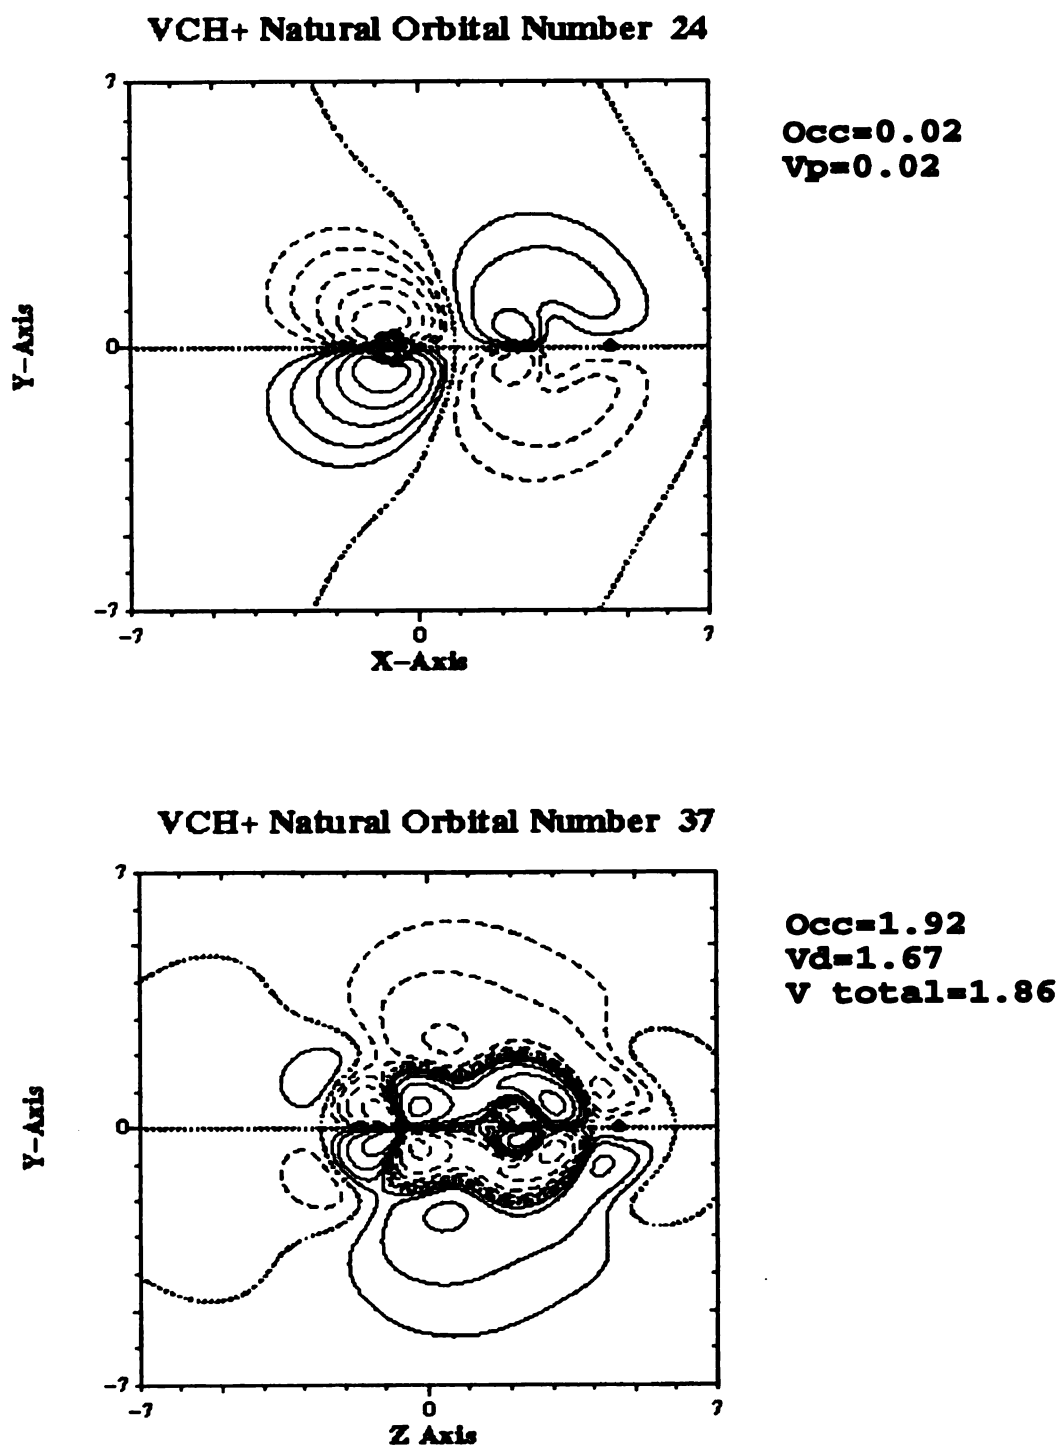 VCH+ Natural Orbital Number 24
7
Occ=0.02
Vp=0.02
Y-Axis
0
-7
-7 0 7
X-Axis
VCH+ Natural Orbital Number 37
7
Occ=1.92
Vd=1.67
V total=1.86
Y-Axis
0
-7
-7 0 7
Z Axis